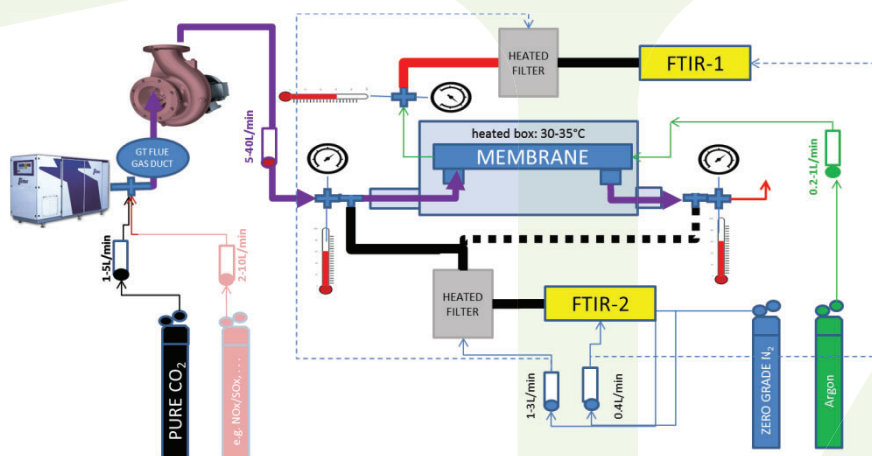 HEATED
FILTER
FTIR-1
GT FLUE
GAS DUCT
5-40L/min
heated box: 30-35°C
MEMBRANE
0.2-1L/min
1-5L/min
2-10L/min
HEATED
FILTER
FTIR-2
1-3L/min
0.4L/min
PURE CO₂
e.g. NOx/SOx, . . .
ZERO GRADE N₂
Argon